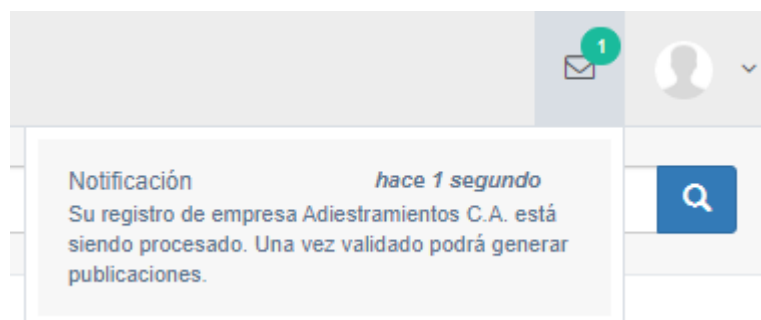 1
Notificación hace 1 segundo
Su registro de empresa Adiestramientos C.A. está
siendo procesado. Una vez validado podrá generar
publicaciones.